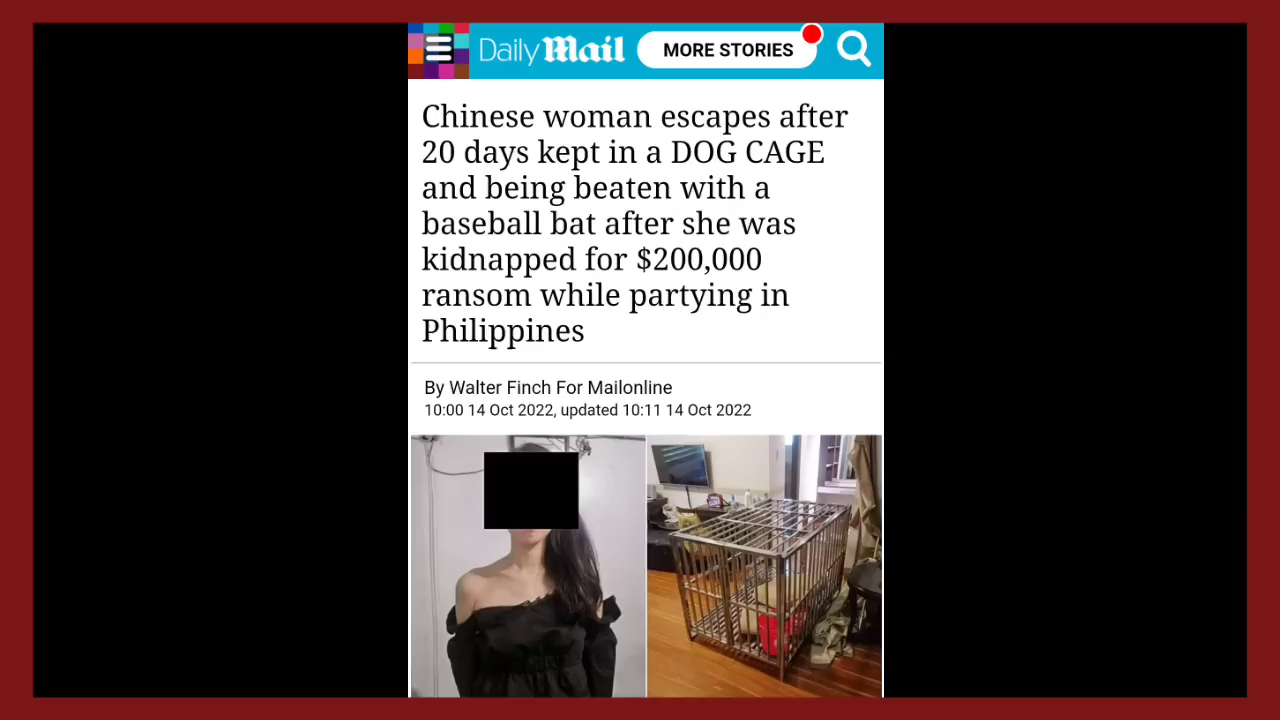 Daily Mail MORE STORIES
Chinese woman escapes after
20 days kept in a DOG CAGE
and being beaten with a
baseball bat after she was
kidnapped for $200,000
ransom while partying in
Philippines
By Walter Finch For Mailonline
10:00 14 Oct 2022, updated 10:11 14 Oct 2022